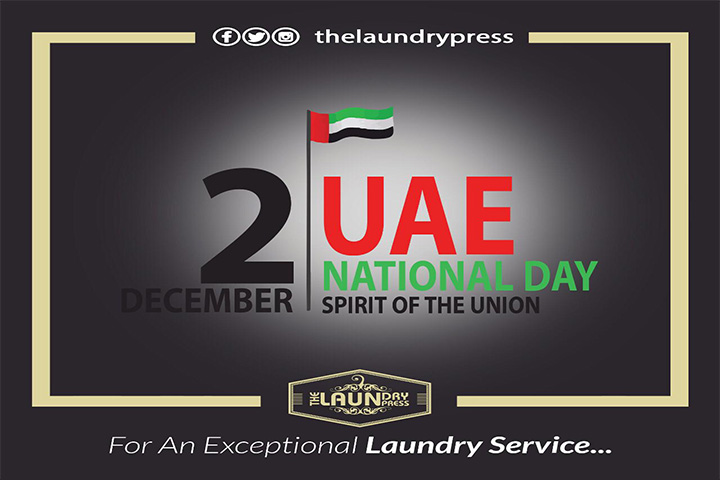 thelaundrypress
2
DECEMBER
UAE
NATIONAL DAY
SPIRIT OF THE UNION
THE LAUNDRY PRESS
For An Exceptional Laundry Service...